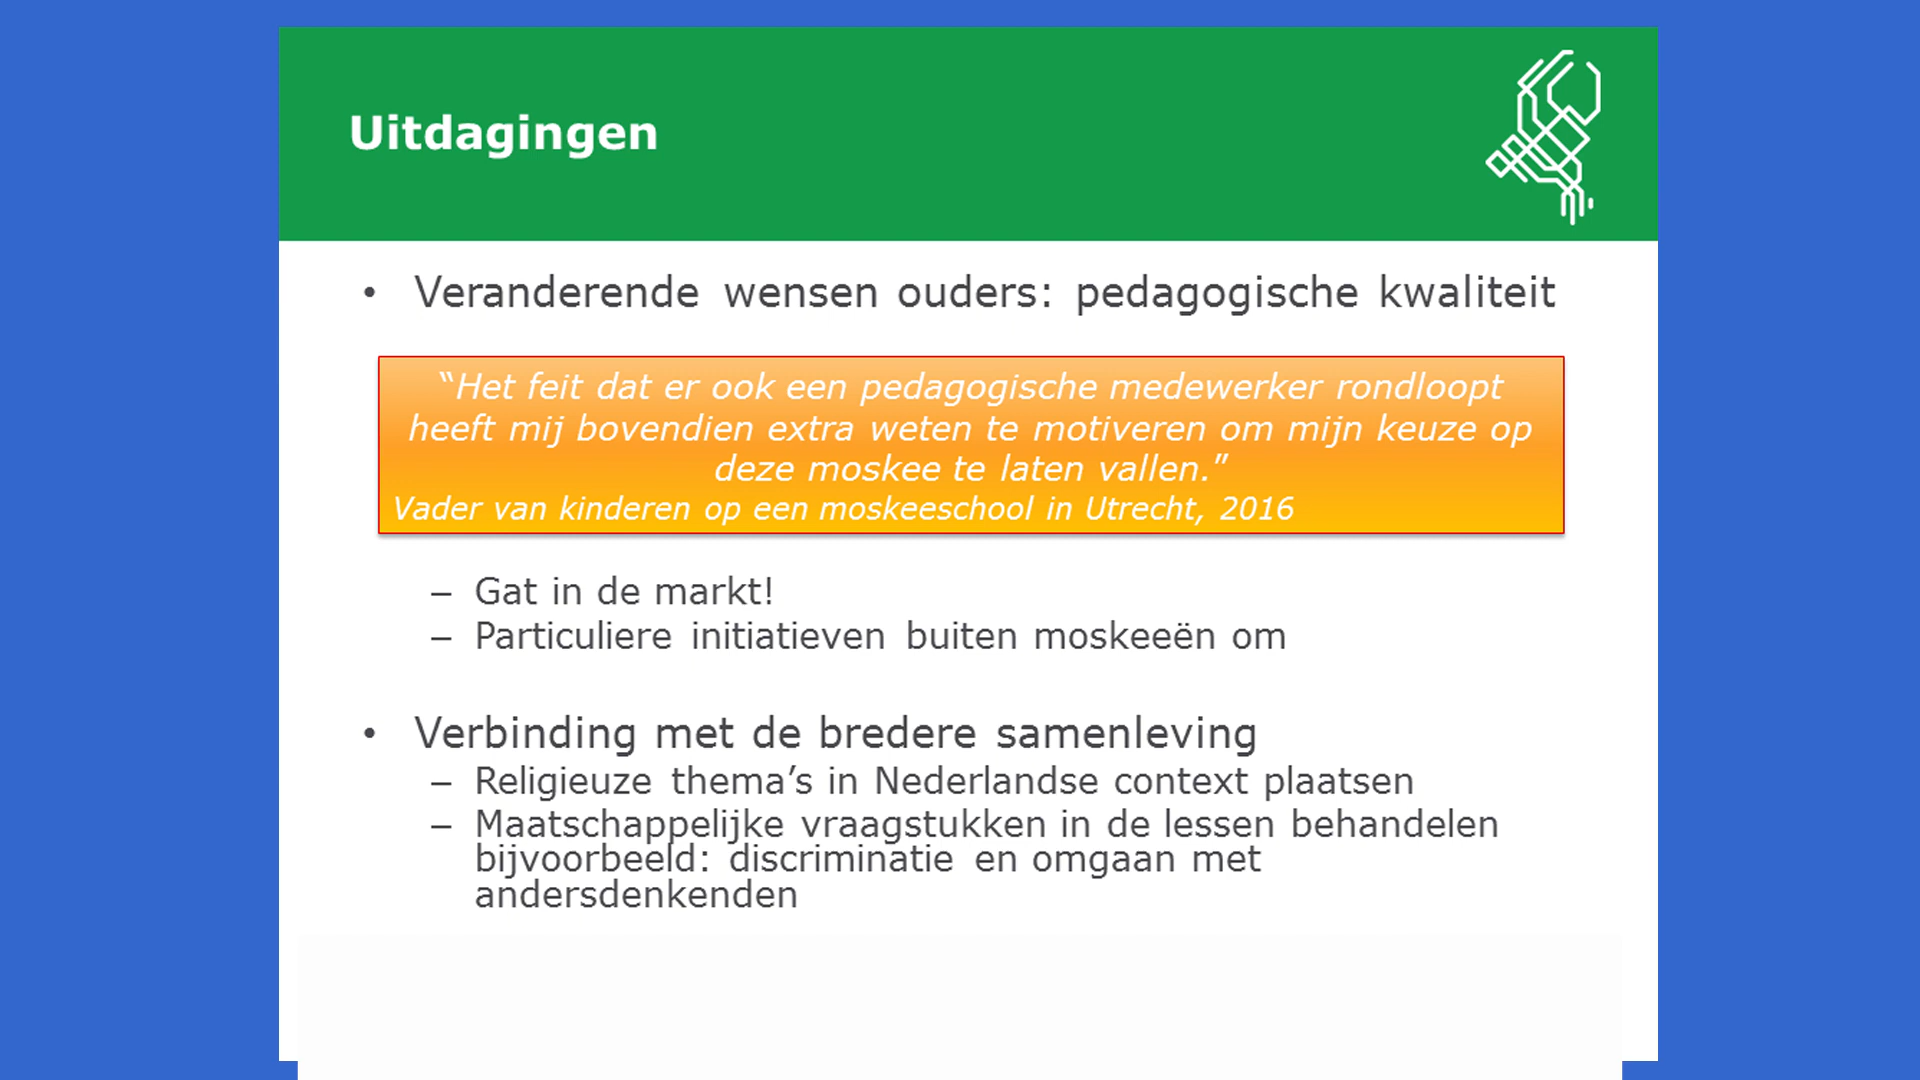 Uitdagingen
• Veranderende wensen ouders: pedagogische kwaliteit
“Het feit dat er ook een pedagogische medewerker rondloopt
heeft mij bovendien extra weten te motiveren om mijn keuze op
deze moskee te laten vallen.”
Vader van kinderen op een moskeeschool in Utrecht, 2016
– Gat in de markt!
– Particuliere initiatieven buiten moskeeën om
• Verbinding met de bredere samenleving
– Religieuze thema’s in Nederlandse context plaatsen
– Maatschappelijke vraagstukken in de lessen behandelen
bijvoorbeeld: discriminatie en omgaan met
andersdenkenden